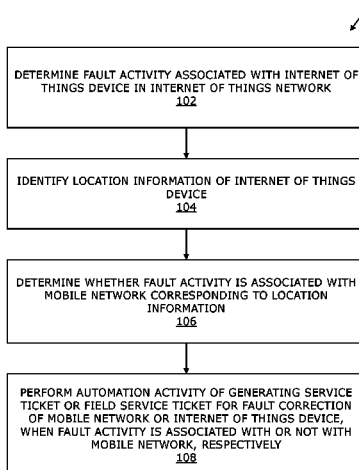 DETERMINE FAULT ACTIVITY ASSOCIATED WITH INTERNET OF
THINGS DEVICE IN INTERNET OF THINGS NETWORK
102
IDENTIFY LOCATION INFORMATION OF INTERNET OF THINGS
DEVICE
104
DETERMINE WHETHER FAULT ACTIVITY IS ASSOCIATED WITH
MOBILE NETWORK CORRESPONDING TO LOCATION
INFORMATION
106
PERFORM AUTOMATION ACTIVITY OF GENERATING SERVICE
TICKET OR FIELD SERVICE TICKET FOR FAULT CORRECTION
OF MOBILE NETWORK OR INTERNET OF THINGS DEVICE,
WHEN FAULT ACTIVITY IS ASSOCIATED WITH OR NOT WITH
MOBILE NETWORK, RESPECTIVELY
108